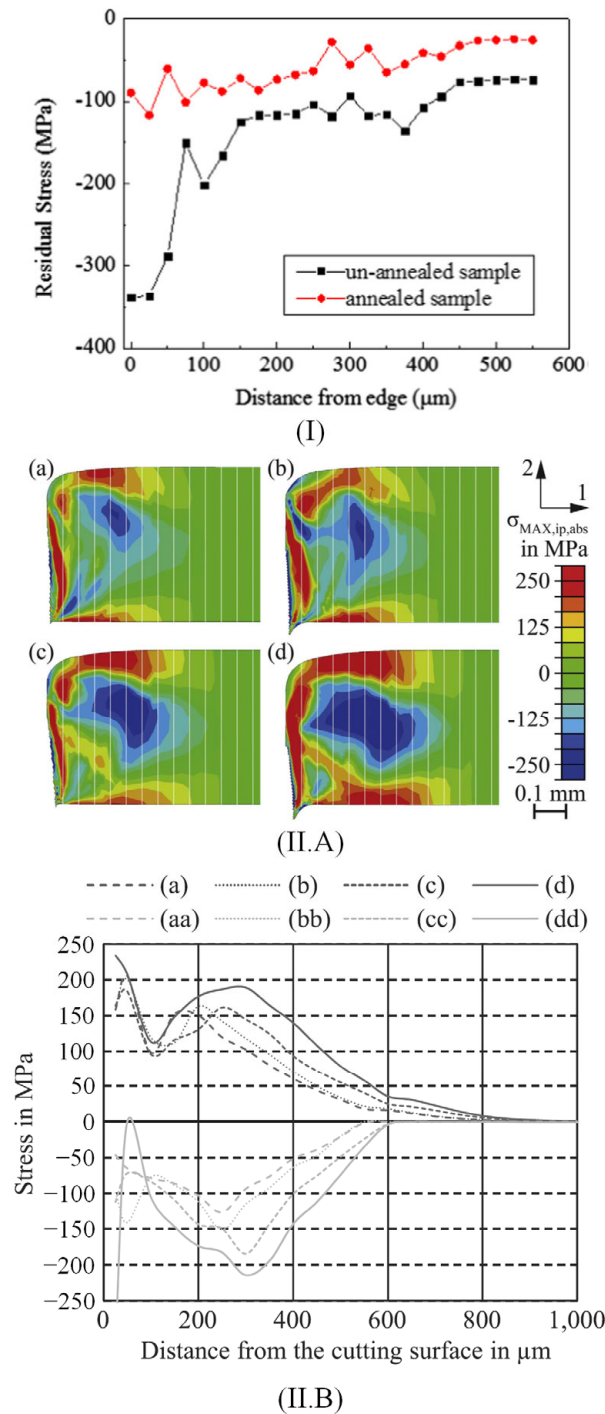 0
-100
-200
-300
-400
Residual Stress (MPa)
un-annealed sample
annealed sample
0 100 200 300 400 500 600
Distance from edge (μm)
(I)
(a) (b)
2
1
σMAX,ip,abs
in MPa
250
125
0
-125
-250
(c) (d)
0.1 mm
(II.A)
(a) (b) (c) (d)
(aa) (bb) (cc) (dd)
250
200
150
100
50
0
−50
−100
−150
−200
−250
Stress in MPa
0 200 400 600 800 1,000
Distance from the cutting surface in μm
(II.B)